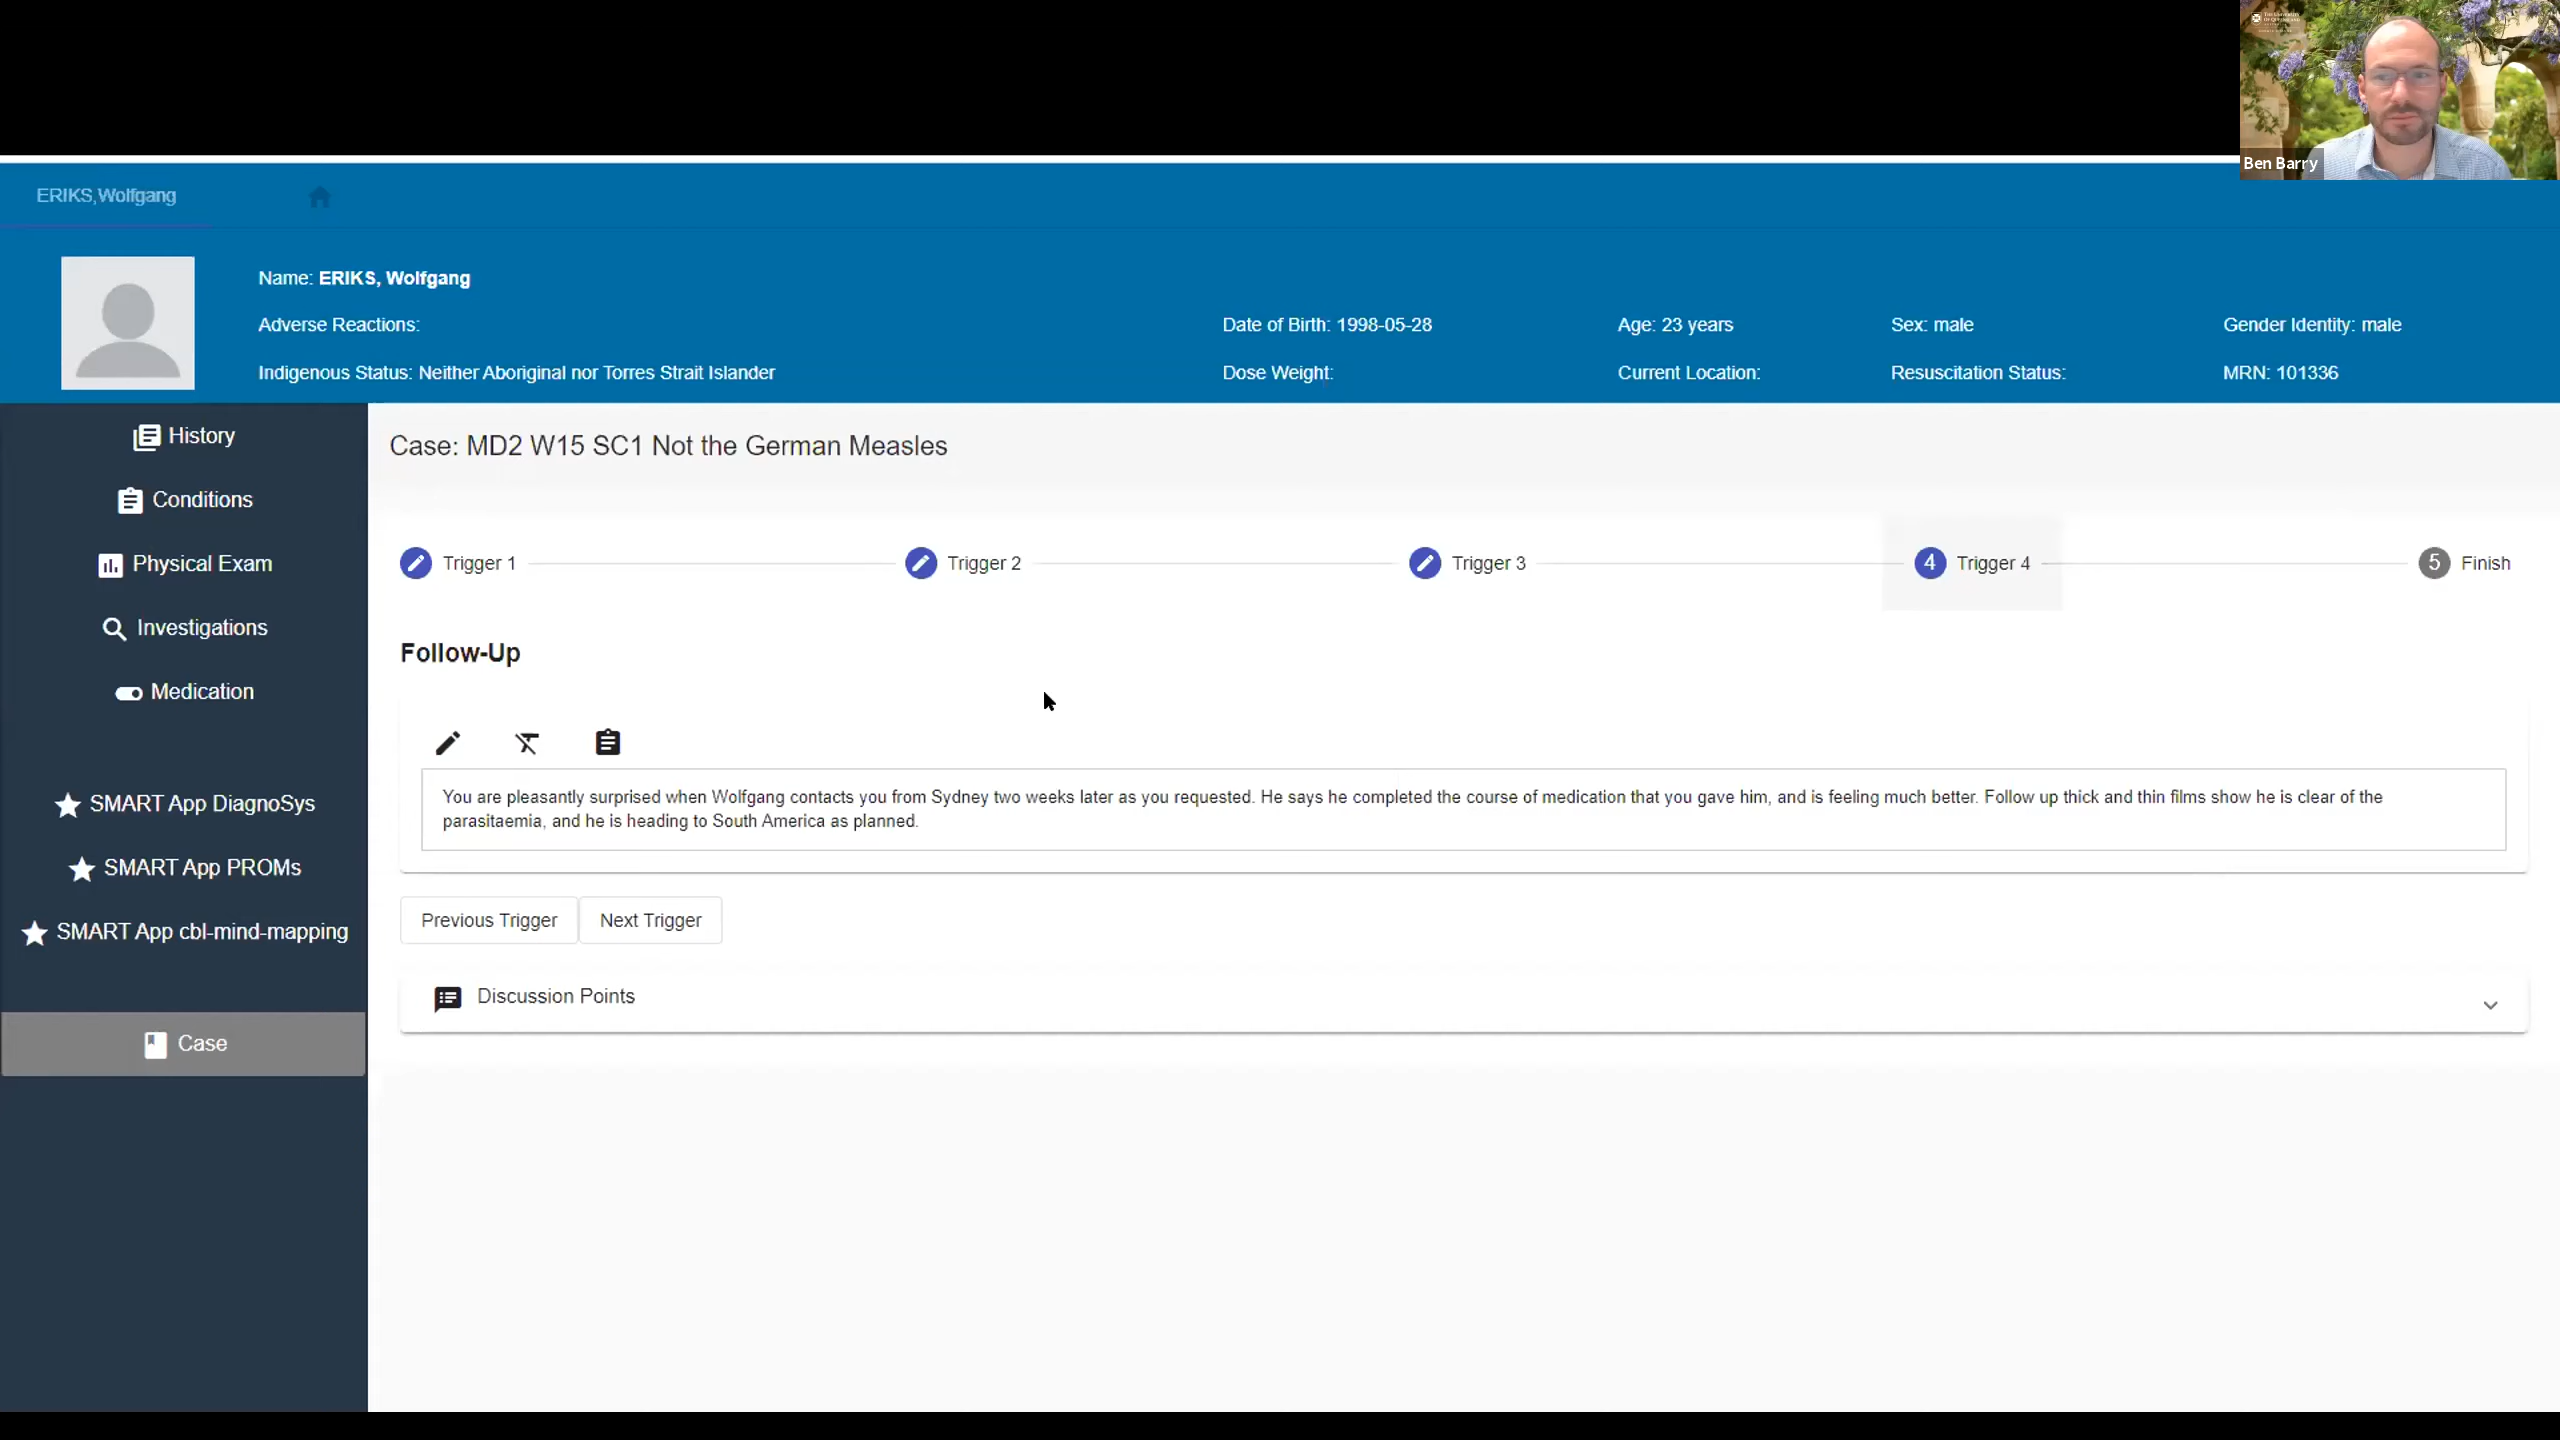 Ben Barry
ERIKS,Wolfgang
Name: ERIKS, Wolfgang
Adverse Reactions:
Date of Birth: 1998-05-28
Age: 23 years
Sex: male
Gender Identity: male
Indigenous Status: Neither Aboriginal nor Torres Strait Islander
Dose Weight:
Current Location:
Resuscitation Status:
MRN: 101336
History
Conditions
Physical Exam
Investigations
Medication
SMART App DiagnoSys
SMART App PROMs
SMART App cbl-mind-mapping
Case
Case: MD2 W15 SC1 Not the German Measles
Trigger 1
Trigger 2
Trigger 3
4 Trigger 4
5 Finish
Follow-Up
You are pleasantly surprised when Wolfgang contacts you from Sydney two weeks later as you requested. He says he completed the course of medication that you gave him, and is feeling much better. Follow up thick and thin films show he is clear of the
parasitaemia, and he is heading to South America as planned.
Previous Trigger
Next Trigger
Discussion Points